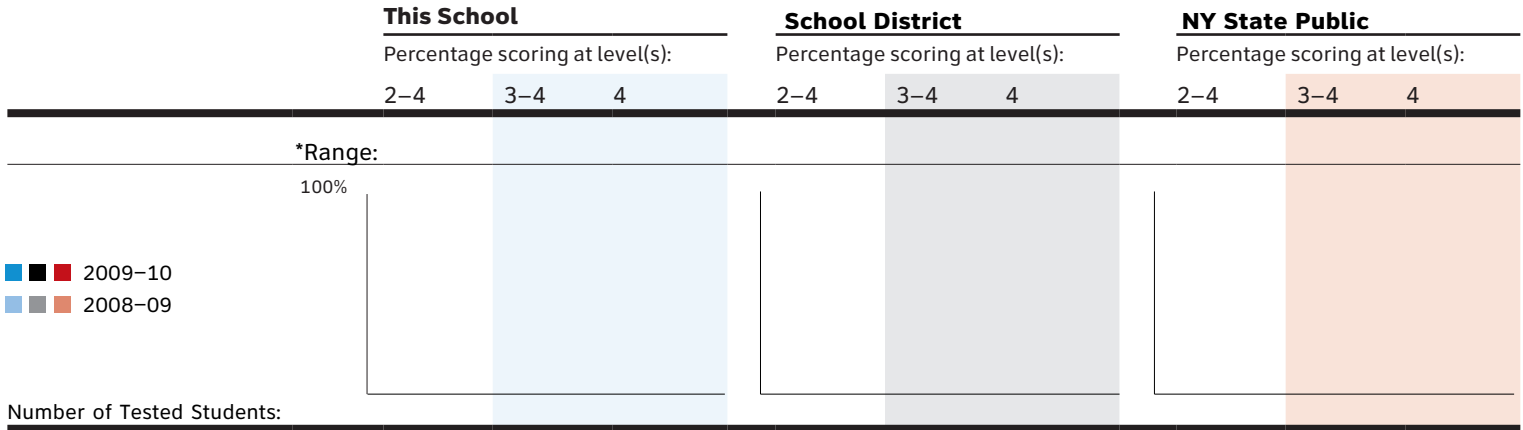 This School School District NY State Public
Percentage scoring at level(s): Percentage scoring at level(s): Percentage scoring at level(s):
2–4 3–4 4 2–4 3–4 4 2–4 3–4 4
*Range:
100%
2009–10
2008–09
Number of Tested Students: